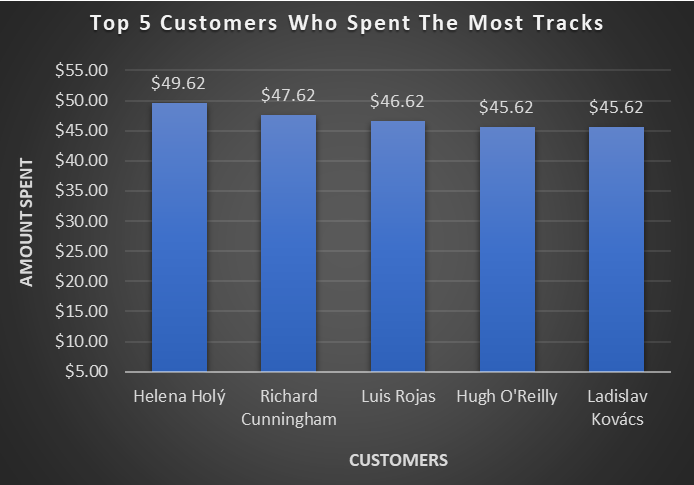 Top 5 Customers Who Spent The Most Tracks
$55.00
$50.00
$45.00
$40.00
$35.00
$30.00
$25.00
$20.00
$15.00
$10.00
$5.00
AMOUNT SPENT
$49.62
$47.62
$46.62
$45.62
$45.62
Helena Holý
Richard
Cunningham
Luis Rojas
Hugh O'Reilly
Ladislav
Kovács
CUSTOMERS